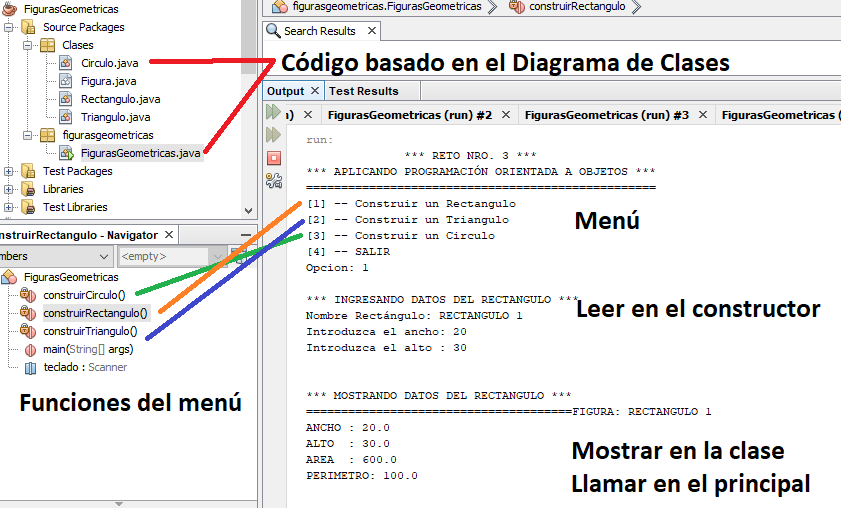 FigurasGeometricas
Source Packages
Clases
Circulo.java
Figura.java
Rectangulo.java
Triangulo.java
figurasgeometricas
FigurasGeometricas.java
Test Packages
Libraries
Test Libraries
nstruirRectangulo - Navigator
mbers
<empty>
FigurasGeometricas
construirCirculo()
construirRectangulo()
construirTriangulo()
main(String[] args)
teclado : Scanner
Funciones del menú
figurasgeometricas.FigurasGeometricas
construirRectangulo
Search Results
Código basado en el Diagrama de Clases
Output
Test Results
FigurasGeometricas (run) #2
FigurasGeometricas (run) #3
FigurasGeometricas (
run:
*** RETO NRO. 3 ***
*** APLICANDO PROGRAMACIÓN ORIENTADA A OBJETOS ***
==================================================
[1] -- Construir un Rectangulo
[2] -- Construir un Triangulo
[3] -- Construir un Circulo
[4] -- SALIR
Opcion: 1
Menú
*** INGRESANDO DATOS DEL RECTANGULO ***
Nombre Rectángulo: RECTANGULO 1
Introduzca el ancho: 20
Introduzca el alto : 30
Leer en el constructor
*** MOSTRANDO DATOS DEL RECTANGULO ***
======================================FIGURA: RECTANGULO 1
ANCHO : 20.0
ALTO : 30.0
AREA : 600.0
PERIMETRO: 100.0
Mostrar en la clase
Llamar en el principal